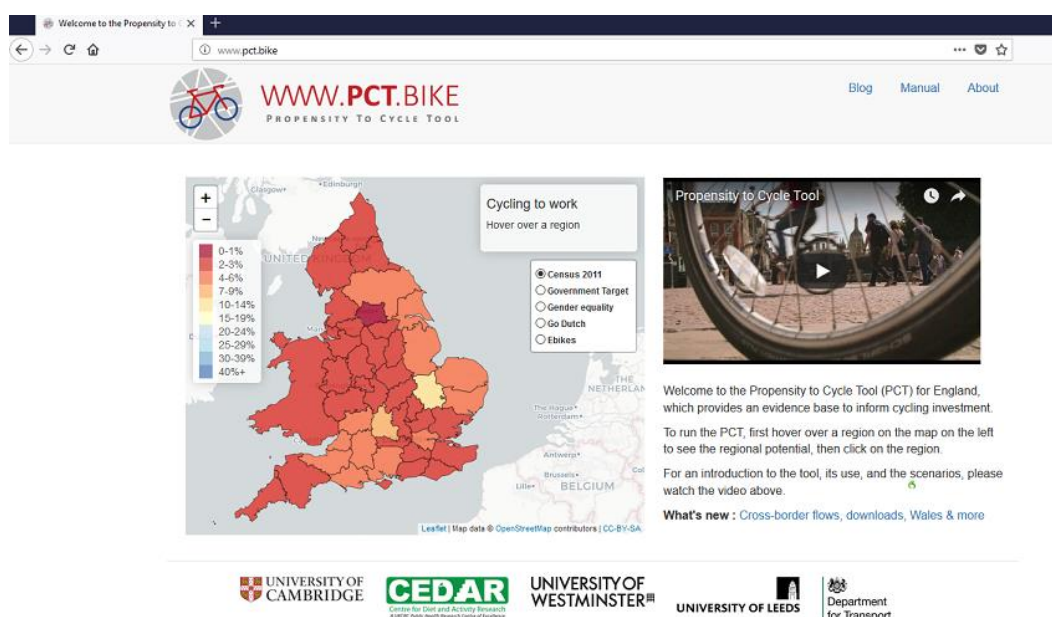 Welcome to the Propensity to C
www.pct.bike
WWW.PCT.BIKE
PROPENSITY TO CYCLE TOOL
Blog
Manual
About
+
−
0-1%
2-3%
4-6%
7-9%
10-14%
15-19%
20-24%
25-29%
30-39%
40%+
Glasgow
Edinburgh
UNITED KINGDOM
Cycling to work
Hover over a region
Census 2011
Government Target
Gender equality
Go Dutch
Ebikes
THE
NETHERLAN
The Hague
Rotterdam
Antwerp
Brussels
Lille
BELGIUM
Leaflet | Map data © OpenStreetMap contributors | CC-BY-SA
Propensity to Cycle Tool
Welcome to the Propensity to Cycle Tool (PCT) for England,
which provides an evidence base to inform cycling investment.
To run the PCT, first hover over a region on the map on the left
to see the regional potential, then click on the region.
For an introduction to the tool, its use, and the scenarios, please
watch the video above.
What's new : Cross-border flows, downloads, Wales & more
UNIVERSITY OF
CAMBRIDGE
CEDAR
Centre for Diet and Activity Research
UNIVERSITY OF
WESTMINSTER
UNIVERSITY OF LEEDS
Department
for Transport